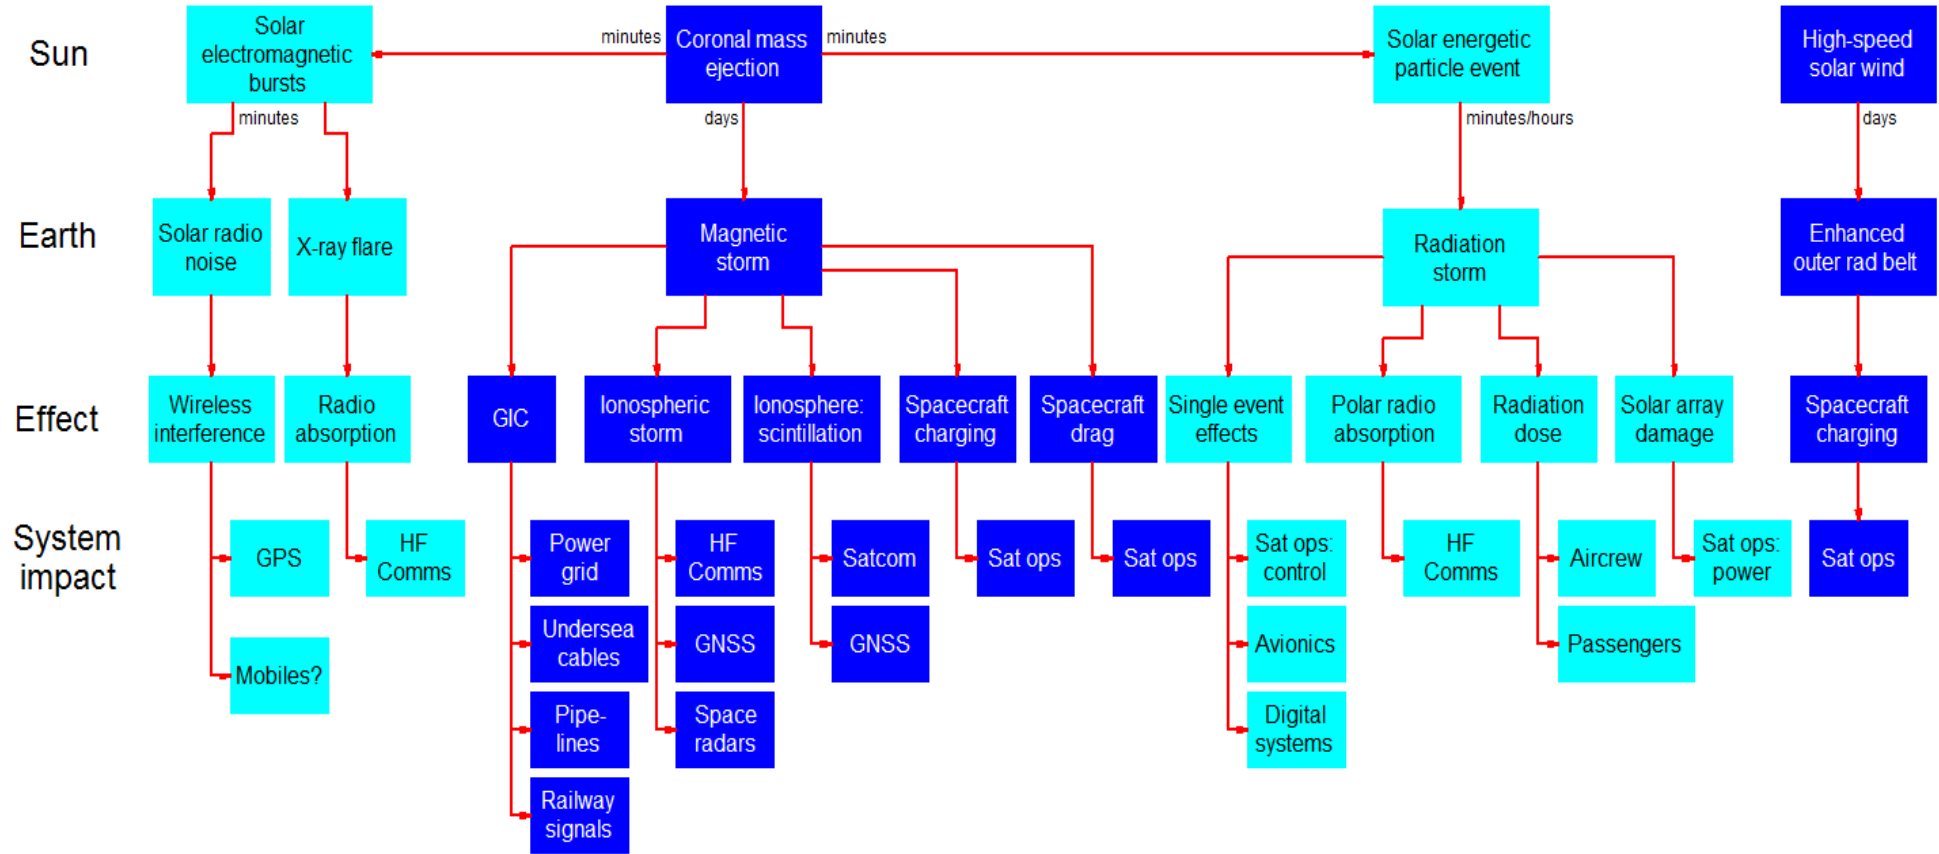 Sun
Solar
electromagnetic
bursts
minutes
Coronal mass
ejection
minutes
Solar energetic
particle event
High-speed
solar wind
minutes
days
minutes/hours
days
Earth
Solar radio
noise
X-ray flare
Magnetic
storm
Radiation
storm
Enhanced
outer rad belt
Effect
Wireless
interference
Radio
absorption
GIC
Ionospheric
storm
Ionosphere:
scintillation
Spacecraft
charging
Spacecraft
drag
Single event
effects
Polar radio
absorption
Radiation
dose
Solar array
damage
Spacecraft
charging
System
impact
GPS
HF
Comms
Power
grid
HF
Comms
Satcom
Sat ops
Sat ops
Sat ops:
control
HF
Comms
Aircrew
Sat ops:
power
Sat ops
Mobiles?
Undersea
cables
GNSS
GNSS
Avionics
Passengers
Pipe-
lines
Space
radars
Digital
systems
Railway
signals